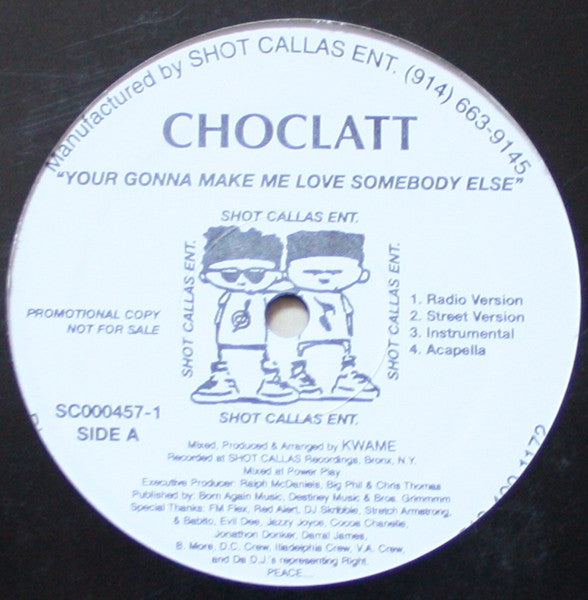 Manufactured by SHOT CALLAS ENT. (914) 663-9145
CHOCLATT
"YOUR GONNA MAKE ME LOVE SOMEBODY ELSE"
SHOT CALLAS ENT.
SHOT CALLAS ENT.
SHOT CALLAS ENT.
SHOT CALLAS ENT.
PROMOTIONAL COPY
NOT FOR SALE
1. Radio Version
2. Street Version
3. Instrumental
4. Acapella
SC000457-1
SIDE A
Mixed, Produced & Arranged by KWAME
Recorded at SHOT CALLAS Recordings, Bronx, N.Y.
Mixed at Power Play
Executive Producer: Ralph McDaniels, Big Phil & Chris Thomas
Published by: Born Again Music, Destiney Music & Bros. Grimmmm
Special Thanks: FM Flex, Red Alert, DJ Skribble, Stretch Armstrong,
& Babito, Evil Dee, Jazzy Joyce, Cocoa Chanelle,
Jonathon Donker, Darral James,
B. More, D.C. Crew, Illadelphia Crew, V.A. Crew,
and Da D.J.'s representing Right.
PEACE...
1172